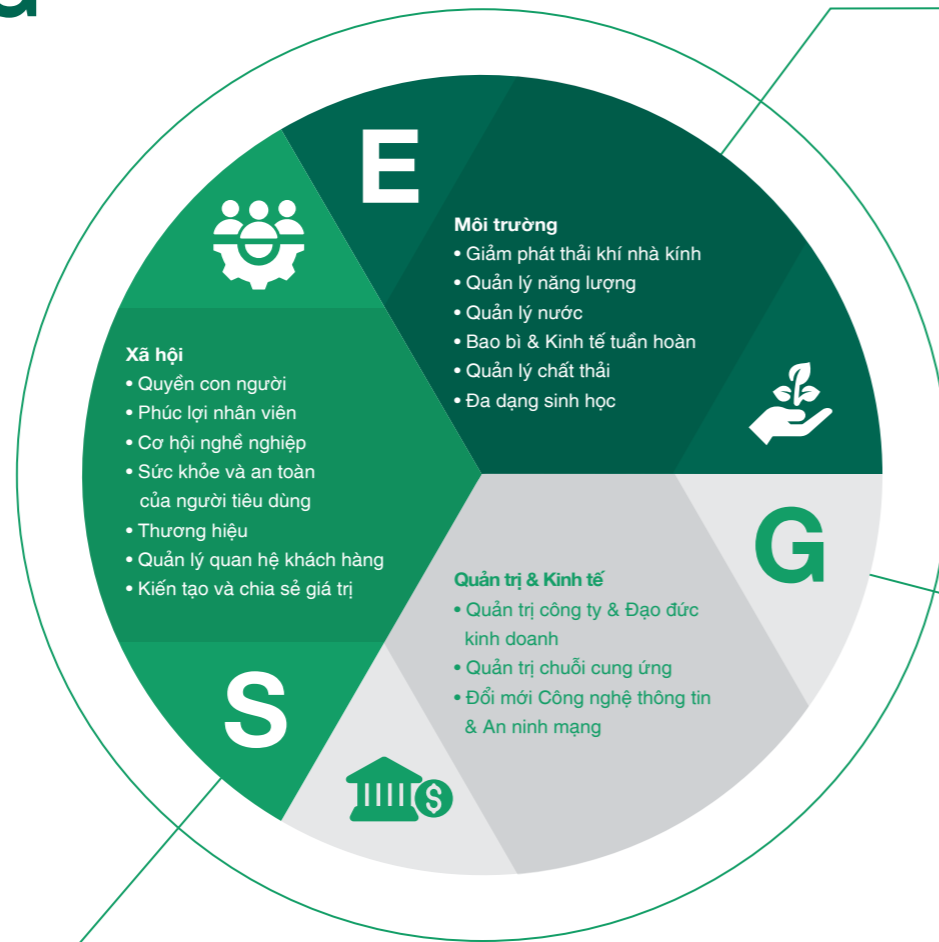 E
Môi trường
• Giảm phát thải khí nhà kính
• Quản lý năng lượng
• Quản lý nước
• Bao bì & Kinh tế tuần hoàn
• Quản lý chất thải
• Đa dạng sinh học
Xã hội
• Quyền con người
• Phúc lợi nhân viên
• Cơ hội nghề nghiệp
• Sức khỏe và an toàn
của người tiêu dùng
• Thương hiệu
• Quản lý quan hệ khách hàng
• Kiến tạo và chia sẻ giá trị
S
G
Quản trị & Kinh tế
• Quản trị công ty & Đạo đức
kinh doanh
• Quản trị chuỗi cung ứng
• Đổi mới Công nghệ thông tin
& An ninh mạng
$